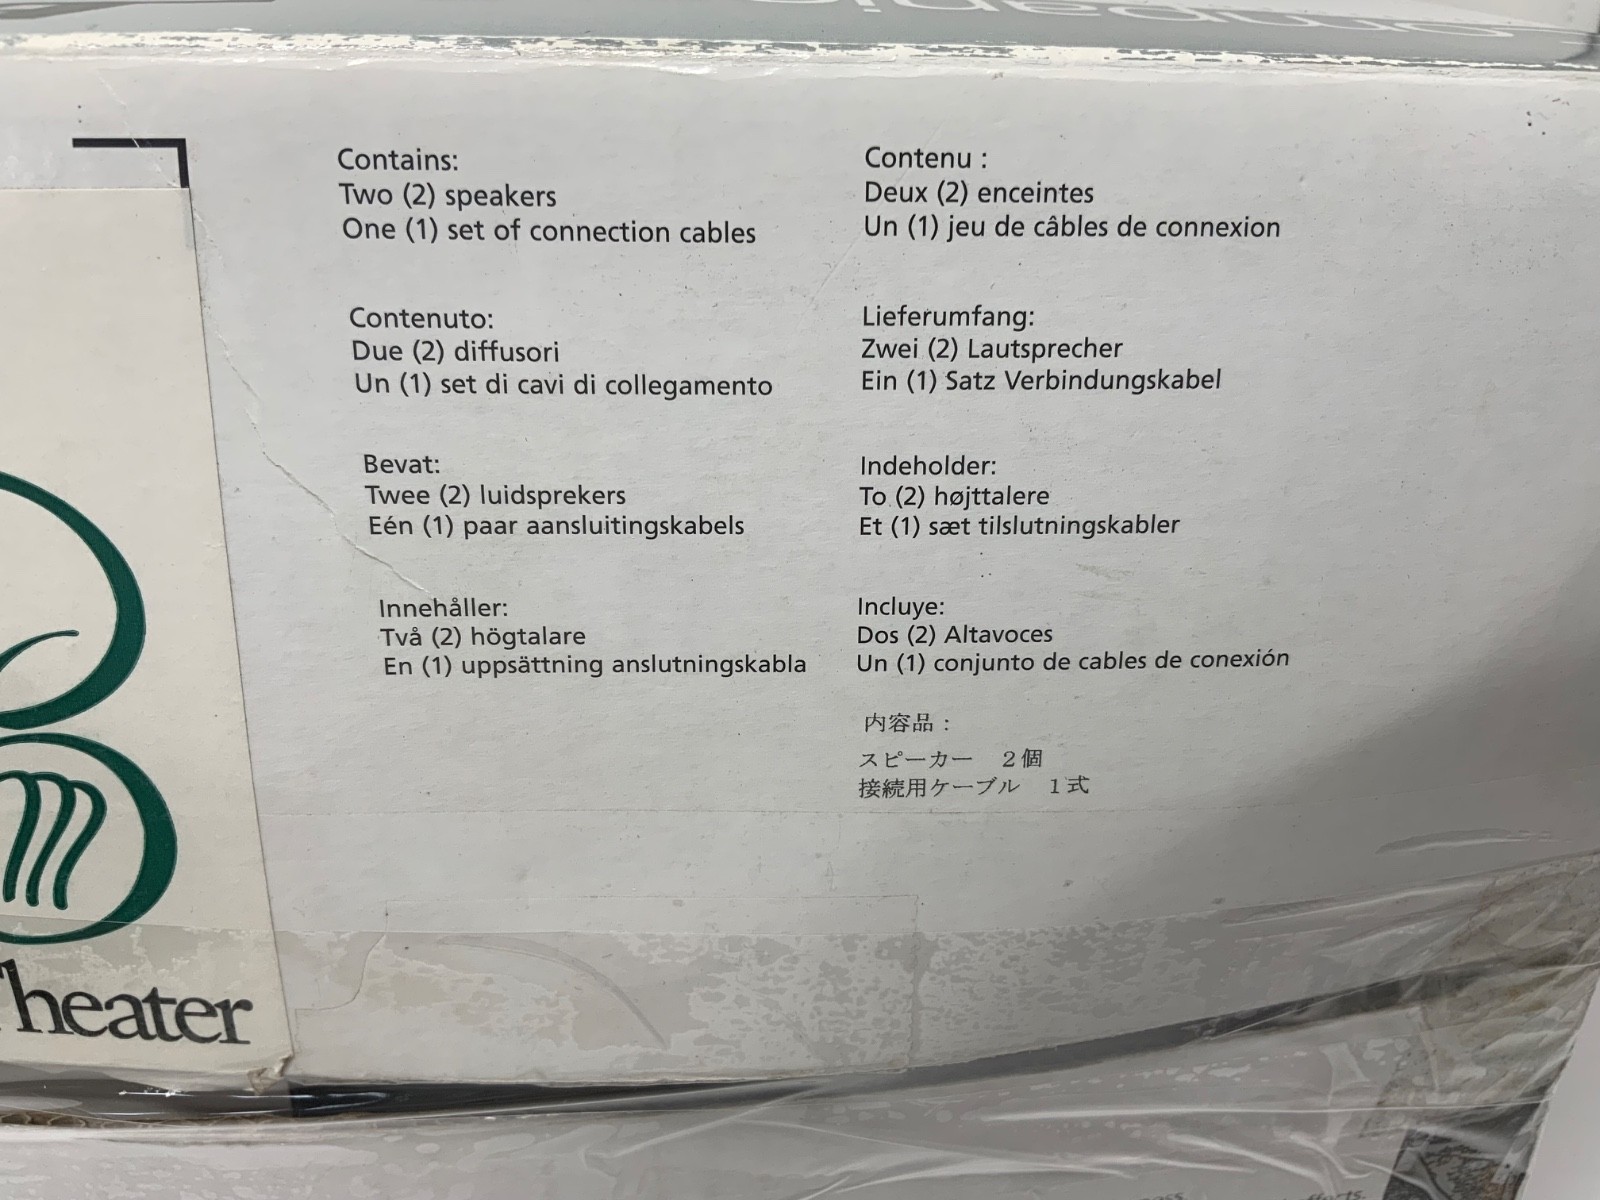 Contains:
Two (2) speakers
One (1) set of connection cables
Contenu :
Deux (2) enceintes
Un (1) jeu de câbles de connexion
Contenuto:
Due (2) diffusori
Un (1) set di cavi di collegamento
Lieferumfang:
Zwei (2) Lautsprecher
Ein (1) Satz Verbindungskabel
Bevat:
Twee (2) luidsprekers
Eén (1) paar aansluitingskabels
Indeholder:
To (2) højttalere
Et (1) sæt tilslutningskabler
Innehåller:
Två (2) högtalare
En (1) uppsättning anslutningskabla
Incluye:
Dos (2) Altavoces
Un (1) conjunto de cables de conexión
内容品：
スピーカー　2個
接続用ケーブル　1式
Theater